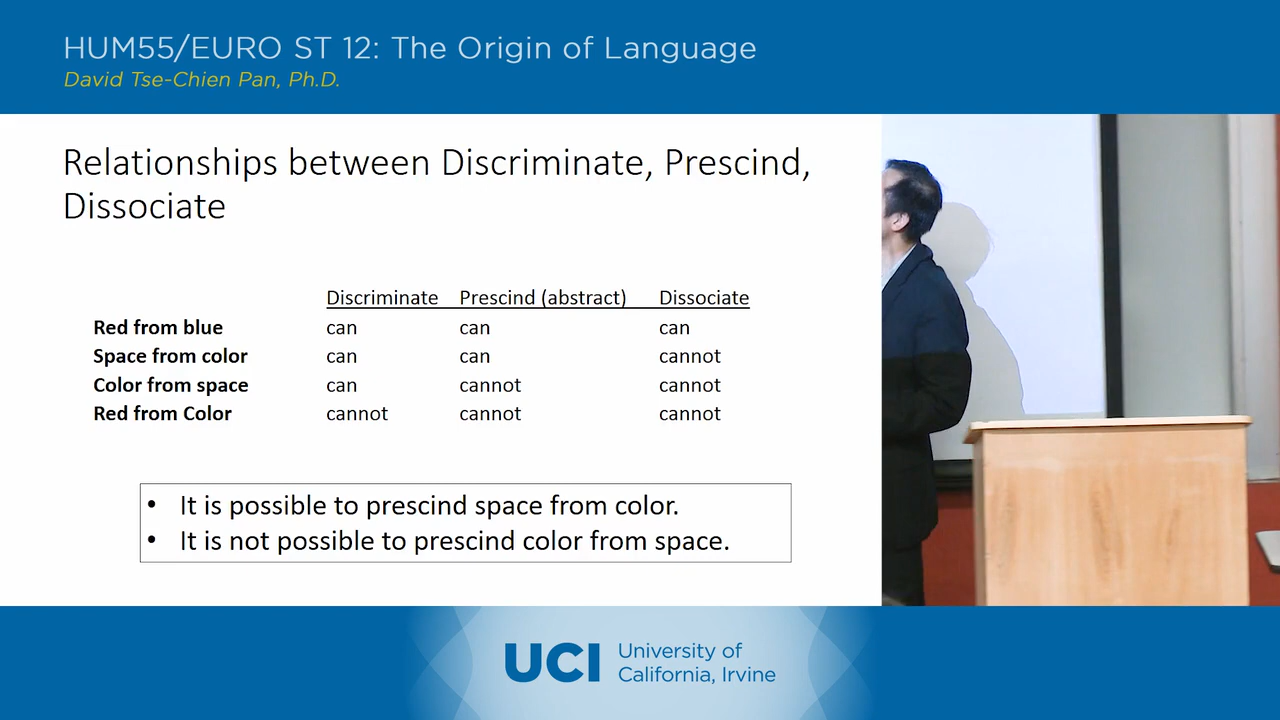 HUM55/EURO ST 12: The Origin of Language
David Tse-Chien Pan, Ph.D.
Relationships between Discriminate, Prescind,
Dissociate
Discriminate Prescind (abstract) Dissociate
Red from blue can can can
Space from color can can cannot
Color from space can cannot cannot
Red from Color cannot cannot cannot
• It is possible to prescind space from color.
• It is not possible to prescind color from space.
UCI University of
California, Irvine